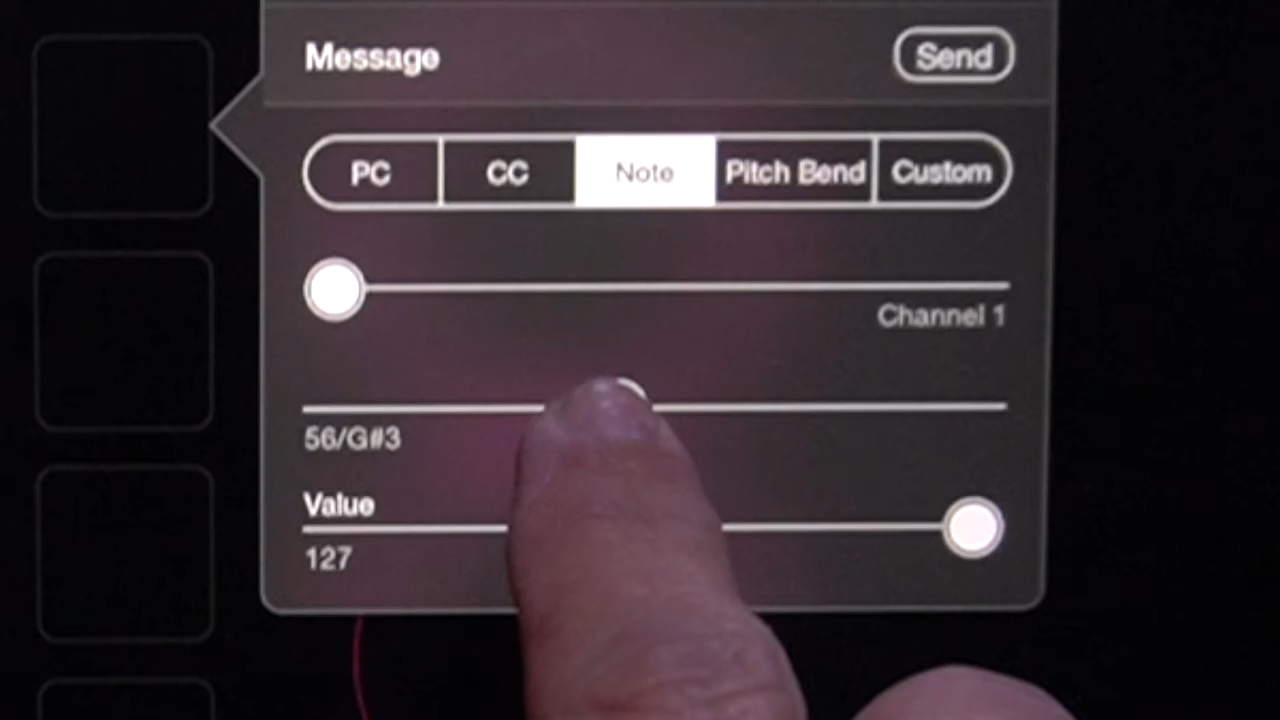 Message
Send
PC CC Note Pitch Bend Custom
Channel 1
56/G#3
Value
127